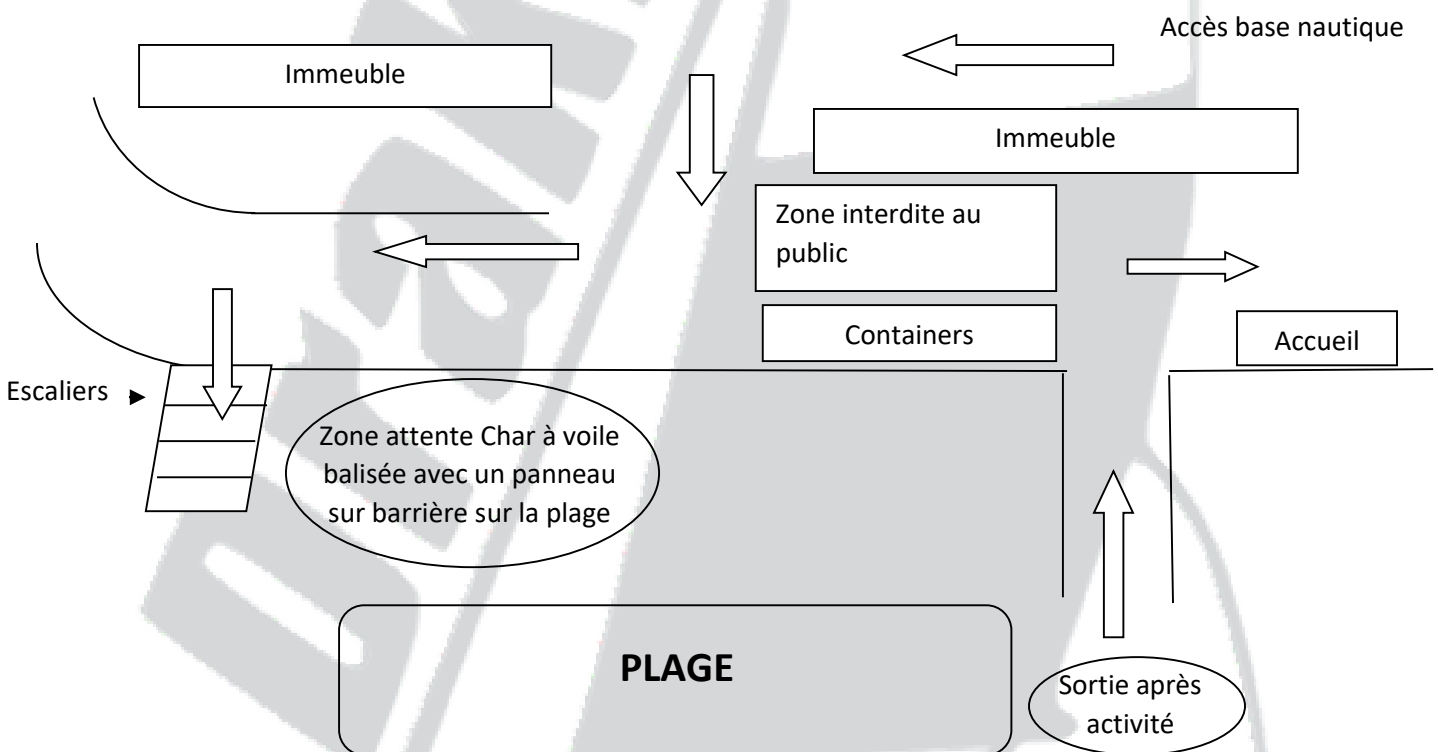 Accès base nautique
Immeuble
Immeuble
Zone interdite au
public
Containers
Accueil
Escaliers
Zone attente Char à voile
balisée avec un panneau
sur barrière sur la plage
PLAGE
Sortie après
activité